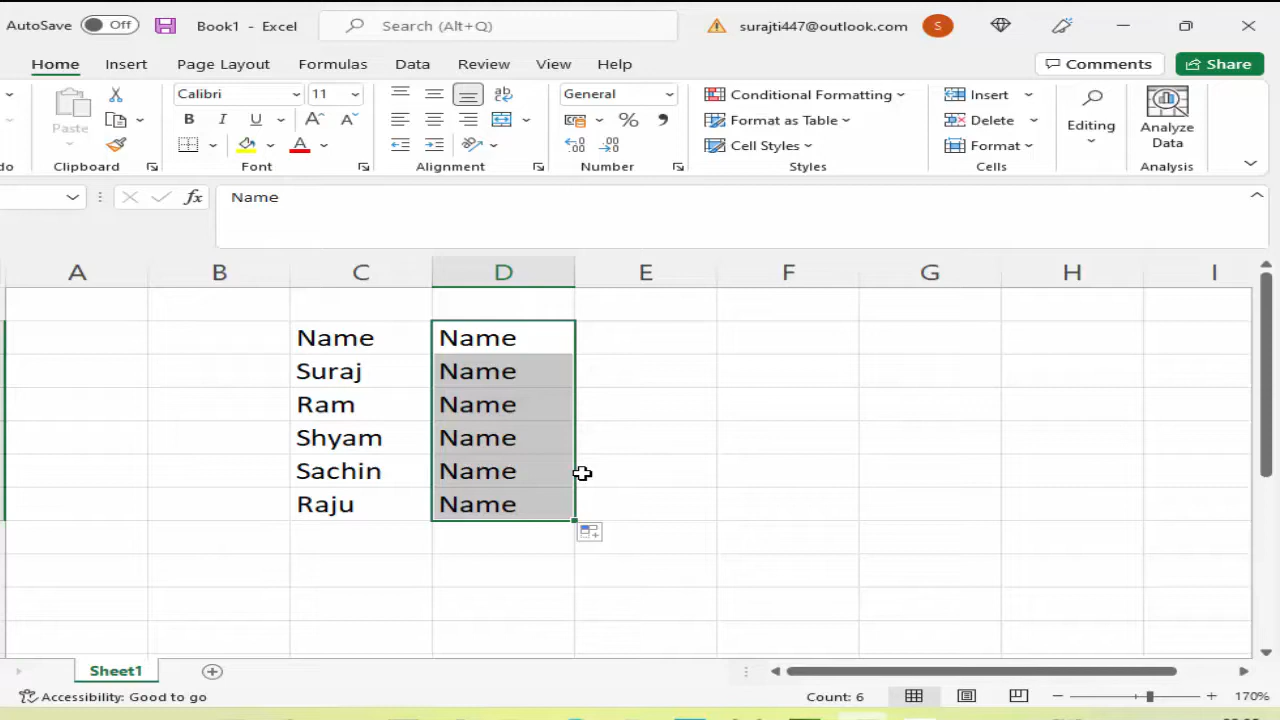 AutoSave Off Book1 - Excel Search (Alt+Q) surajti447@outlook.com S
Home Insert Page Layout Formulas Data Review View Help Comments Share
Calibri 11 General Conditional Formatting Insert
Paste B I U Format as Table Delete Editing Analyze Data
A Cell Styles Format
do Clipboard Font Alignment Number Styles Cells Analysis
fx Name
A B C D E F G H I
Name Name
Suraj Name
Ram Name
Shyam Name
Sachin Name
Raju Name
Sheet1
Accessibility: Good to go Count: 6 170%